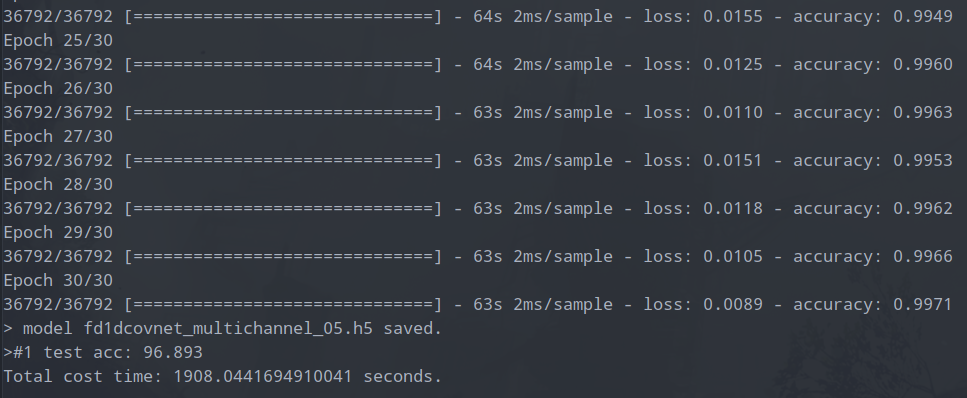 36792/36792 [==============================] - 64s 2ms/sample - loss: 0.0155 - accuracy: 0.9949
Epoch 25/30
36792/36792 [==============================] - 64s 2ms/sample - loss: 0.0125 - accuracy: 0.9960
Epoch 26/30
36792/36792 [==============================] - 63s 2ms/sample - loss: 0.0110 - accuracy: 0.9963
Epoch 27/30
36792/36792 [==============================] - 63s 2ms/sample - loss: 0.0151 - accuracy: 0.9953
Epoch 28/30
36792/36792 [==============================] - 63s 2ms/sample - loss: 0.0118 - accuracy: 0.9962
Epoch 29/30
36792/36792 [==============================] - 63s 2ms/sample - loss: 0.0105 - accuracy: 0.9966
Epoch 30/30
36792/36792 [==============================] - 63s 2ms/sample - loss: 0.0089 - accuracy: 0.9971
> model fd1dcovnet_multichannel_05.h5 saved.
>#1 test acc: 96.893
Total cost time: 1908.0441694910041 seconds.